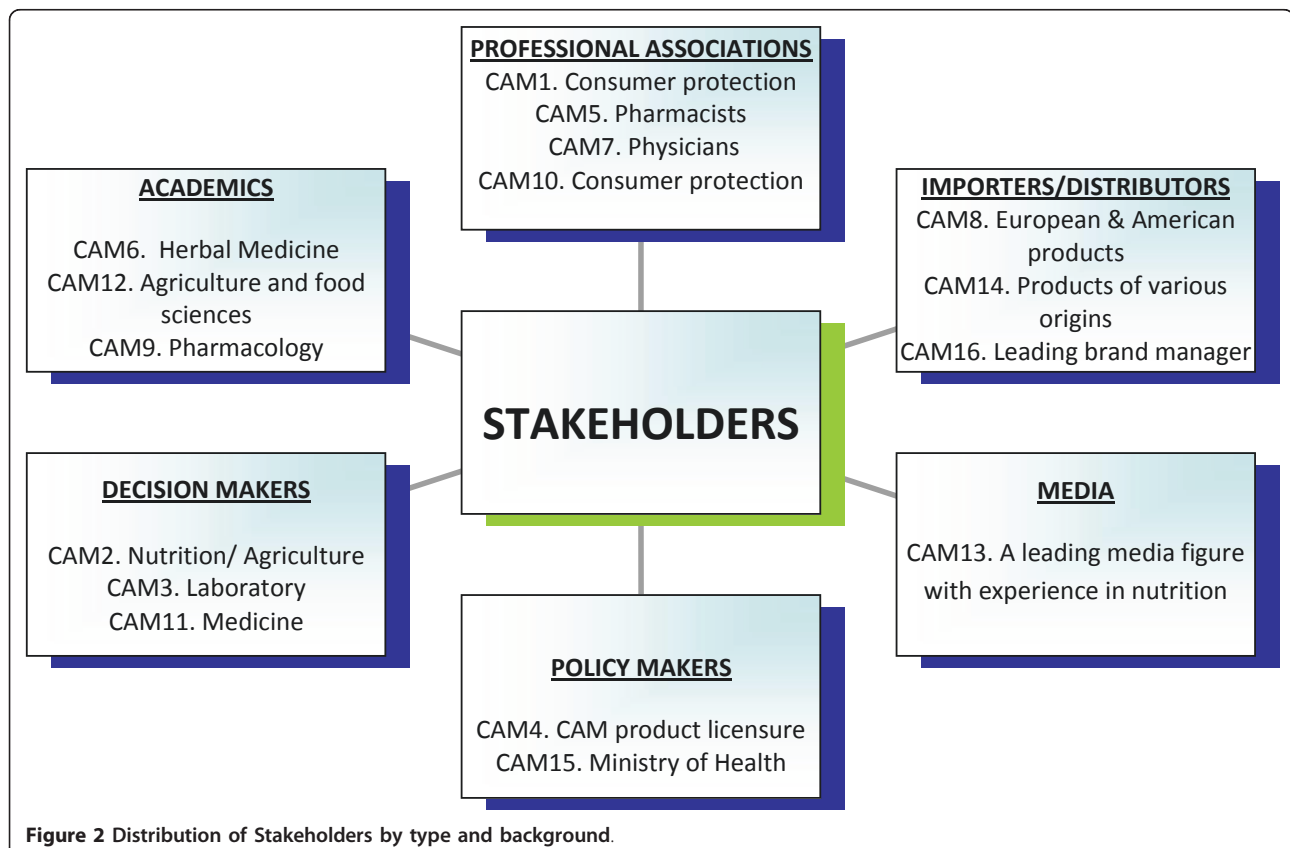 PROFESSIONAL ASSOCIATIONS
CAM1. Consumer protection
CAM5. Pharmacists
CAM7. Physicians
CAM10. Consumer protection
ACADEMICS
CAM6. Herbal Medicine
CAM12. Agriculture and food
sciences
CAM9. Pharmacology
IMPORTERS/DISTRIBUTORS
CAM8. European & American
products
CAM14. Products of various
origins
CAM16. Leading brand manager
STAKEHOLDERS
DECISION MAKERS
CAM2. Nutrition/ Agriculture
CAM3. Laboratory
CAM11. Medicine
MEDIA
CAM13. A leading media figure
with experience in nutrition
POLICY MAKERS
CAM4. CAM product licensure
CAM15. Ministry of Health
Figure 2 Distribution of Stakeholders by type and background.